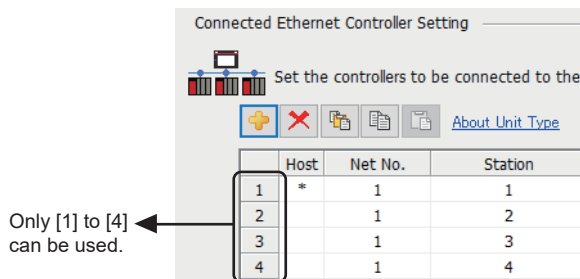 Connected Ethernet Controller Setting
Set the controllers to be connected to the
About Unit Type
Host Net No. Station
1 * 1 1
2 1 2
3 1 3
4 1 4
Only [1] to [4]
can be used.